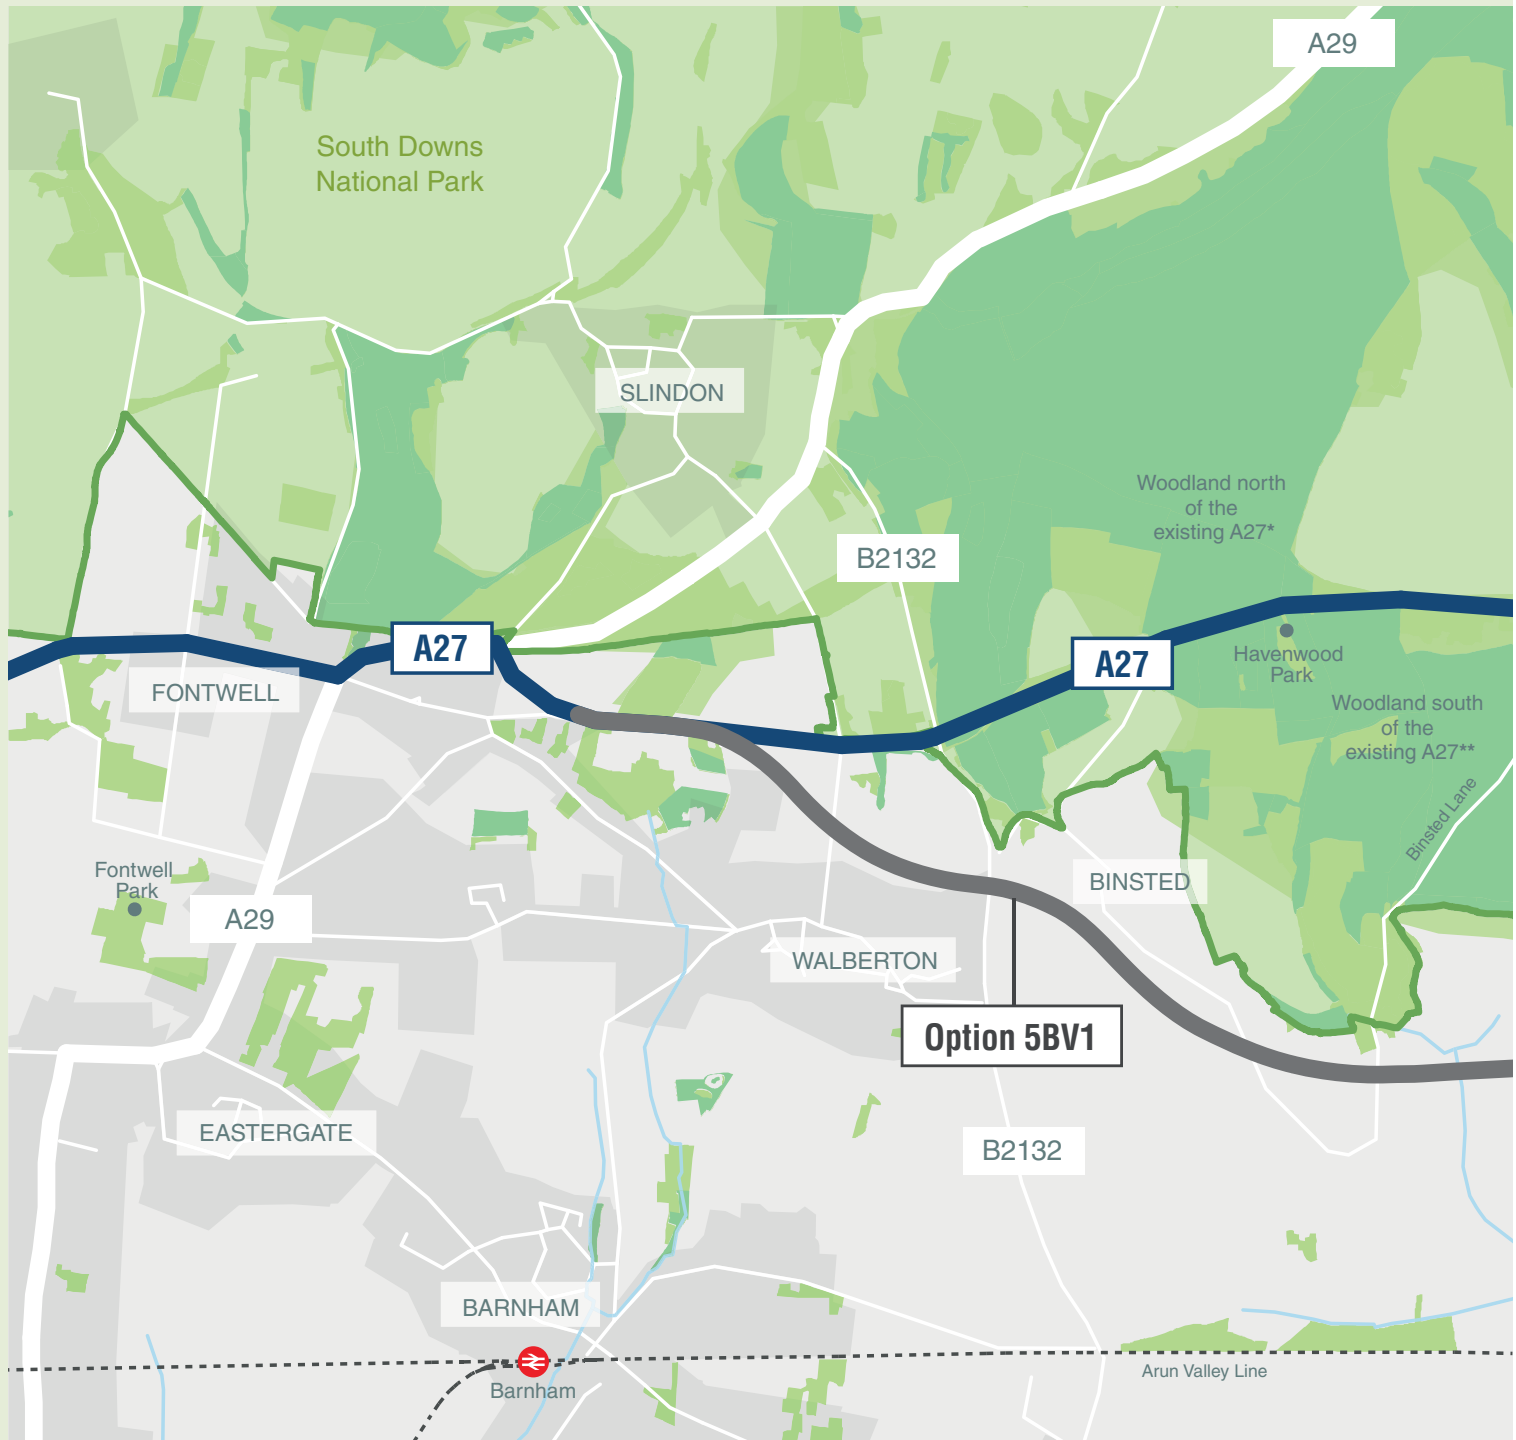 A29
South Downs
National Park
SLINDON
Woodland north
of the
existing A27*
B2132
A27
A27
Havenwood
Park
FONTWELL
Woodland south
of the
existing A27**
Binsted Lane
Fontwell
Park
BINSTED
A29
WALBERTON
Option 5BV1
EASTERGATE
B2132
BARNHAM
Barnham
Arun Valley Line